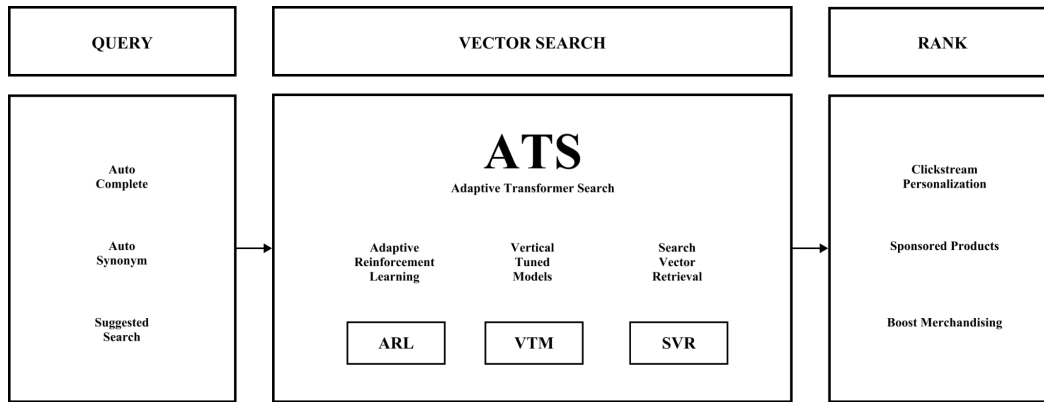 QUERY
VECTOR SEARCH
RANK
Auto
Complete
Auto
Synonym
Suggested
Search
ATS
Adaptive Transformer Search
Adaptive
Reinforcement
Learning
Vertical
Tuned
Models
Search
Vector
Retrieval
ARL
VTM
SVR
Clickstream
Personalization
Sponsored Products
Boost Merchandising